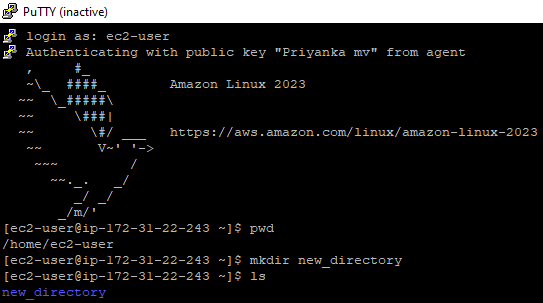 PuTTY (inactive)
login as: ec2-user
Authenticating with public key "Priyanka mv" from agent
   ,     #_
   ~\_  ####_        Amazon Linux 2023
  ~~  \_#####\
  ~~     \###|
  ~~       \#/ ___   https://aws.amazon.com/linux/amazon-linux-2023
   ~~       V~' '->
    ~~~         /
      ~~._.   _/
         _/ _/
       _/m/'
[ec2-user@ip-172-31-22-243 ~]$ pwd
/home/ec2-user
[ec2-user@ip-172-31-22-243 ~]$ mkdir new_directory
[ec2-user@ip-172-31-22-243 ~]$ ls
new_directory